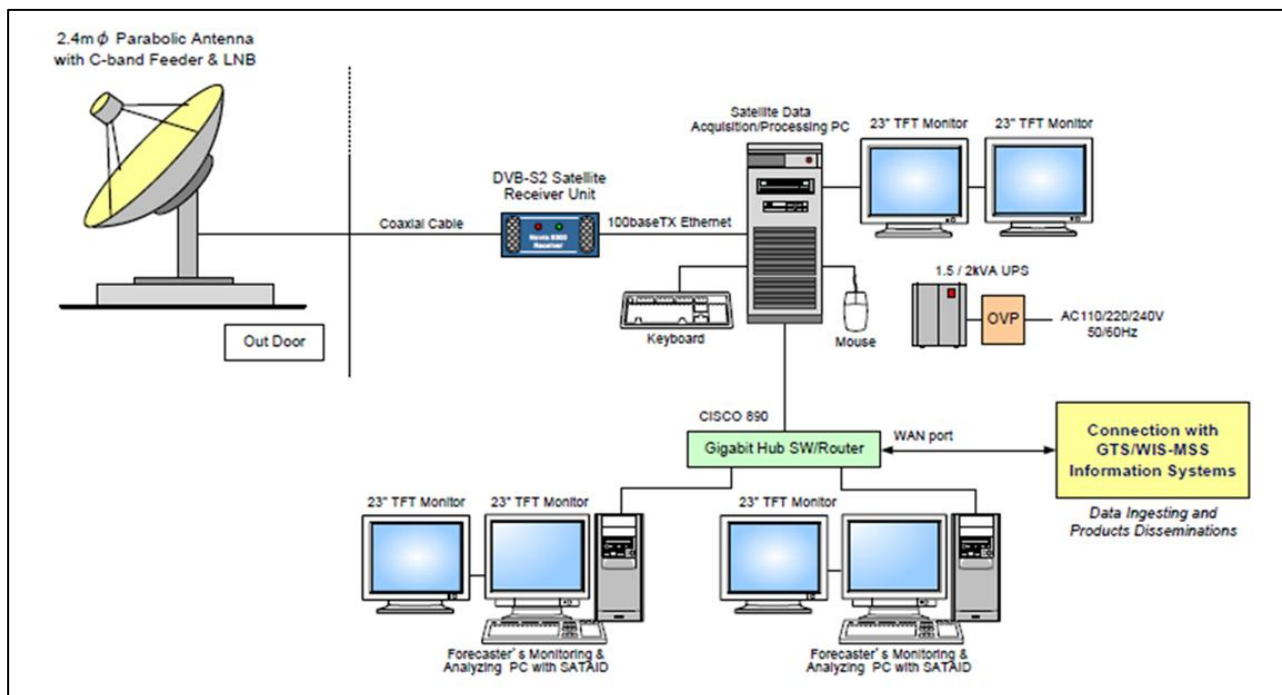 2.4mφ Parabolic Antenna
with C-band Feeder & LNB
Out Door
Coaxial Cable
DVB-S2 Satellite
Receiver Unit
Receiver
100baseTX Ethernet
Satellite Data
Acquisition/Processing PC
23" TFT Monitor
23" TFT Monitor
Keyboard
Mouse
1.5 / 2kVA UPS
OVP
AC110/220/240V
50/60Hz
CISCO 890
Gigabit Hub SW/Router
WAN port
Connection with
GTS/WIS-MSS
Information Systems
Data Ingesting and
Products Disseminations
23" TFT Monitor
23" TFT Monitor
Forecaster's Monitoring &
Analyzing PC with SATAID
23" TFT Monitor
Forecaster's Monitoring &
Analyzing PC with SATAID